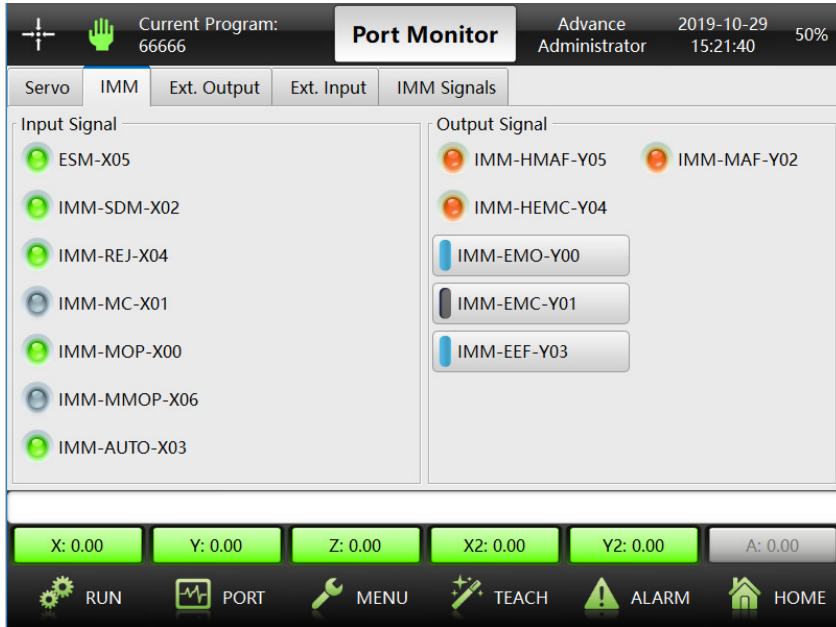 Current Program:
66666
Port Monitor
Advance
Administrator
2019-10-29
15:21:40
50%
Servo IMM Ext. Output Ext. Input IMM Signals
Input Signal
ESM-X05
IMM-SDM-X02
IMM-REJ-X04
IMM-MC-X01
IMM-MOP-X00
IMM-MMOP-X06
IMM-AUTO-X03
Output Signal
IMM-HMAF-Y05 IMM-MAF-Y02
IMM-HEMC-Y04
IMM-EMO-Y00
IMM-EMC-Y01
IMM-EEF-Y03
X: 0.00 Y: 0.00 Z: 0.00 X2: 0.00 Y2: 0.00 A: 0.00
RUN PORT MENU TEACH ALARM HOME